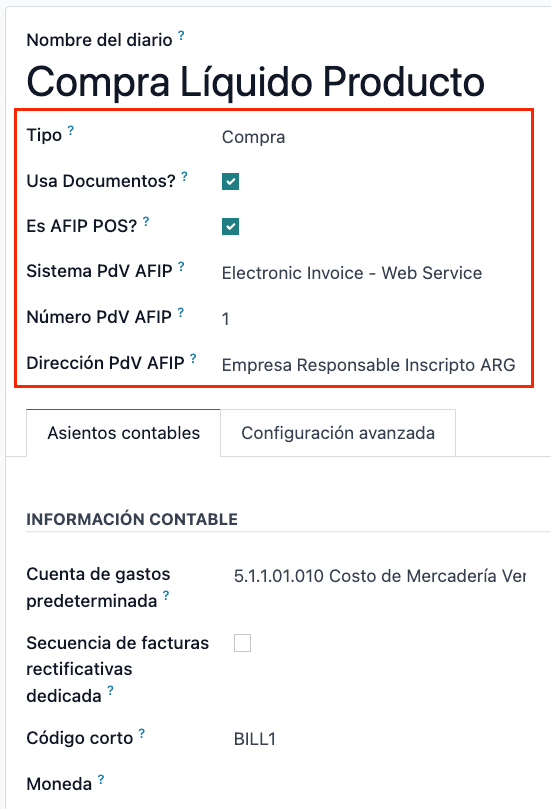 Nombre del diario ?
Compra Líquido Producto
Tipo ? Compra
Usa Documentos? ?
Es AFIP POS? ?
Sistema PdV AFIP ? Electronic Invoice - Web Service
Número PdV AFIP ? 1
Dirección PdV AFIP ? Empresa Responsable Inscripto ARG
Asientos contables Configuración avanzada
INFORMACIÓN CONTABLE
Cuenta de gastos
predeterminada ? 5.1.1.01.010 Costo de Mercadería Ver
Secuencia de facturas
rectificativas
dedicada ?
Código corto ? BILL1
Moneda ?